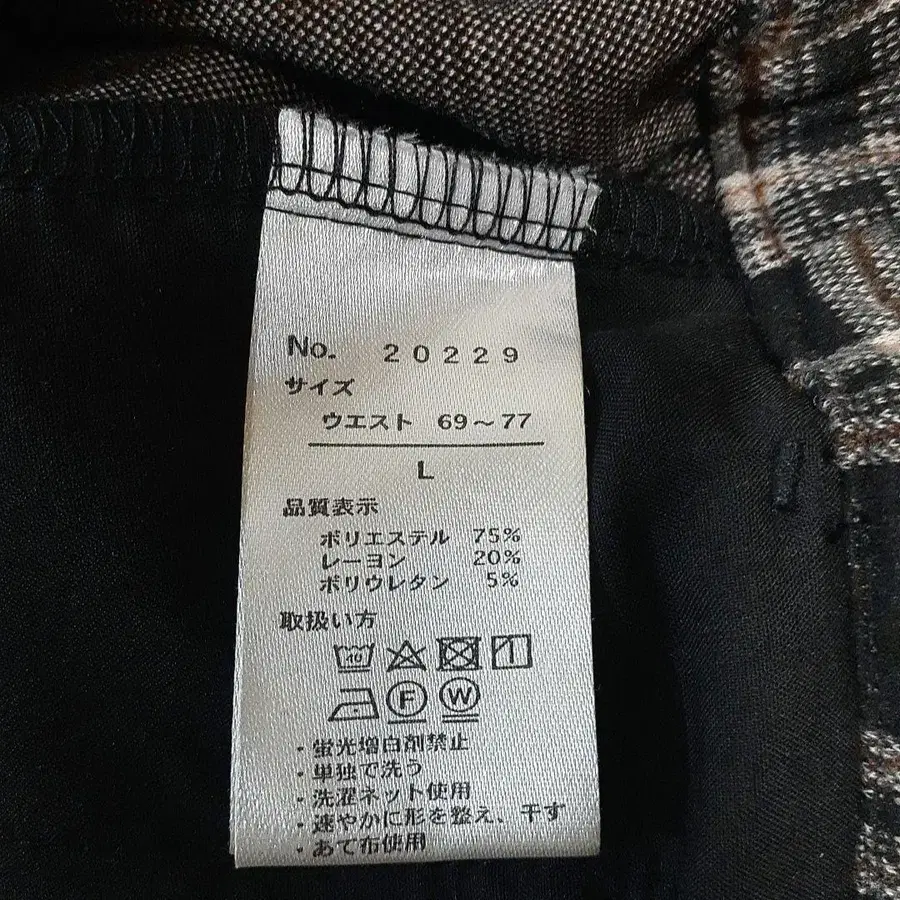 No. 20229
サイズ
ウエスト 69～77
L
品質表示
ポリエステル 75%
レーヨン 20%
ポリウレタン 5%
取扱い方
F W
・蛍光増白剤禁止
・単独で洗う
・洗濯ネット使用
・速やかに形を整え、干す
・あて布使用